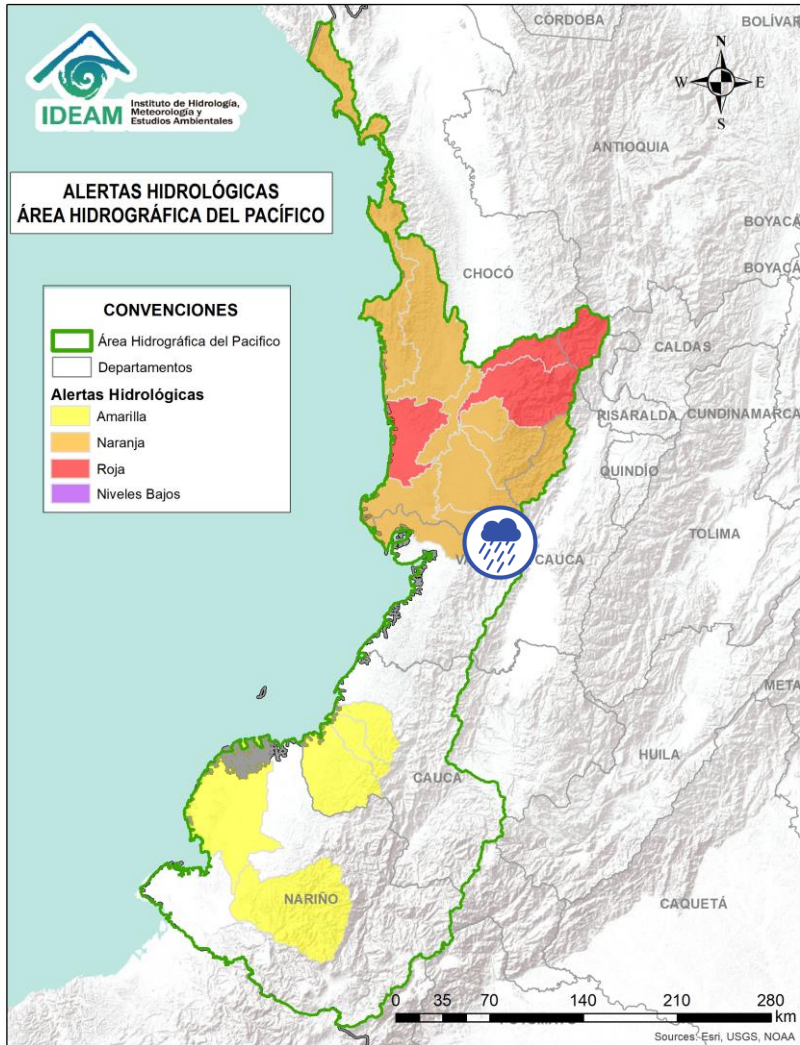 CÓRDOBA
BOLÍVAR
N
W E
S
IDEAM
Instituto de Hidrología,
Meteorología y
Estudios Ambientales
ANTIOQUIA
ALERTAS HIDROLÓGICAS
ÁREA HIDROGRÁFICA DEL PACÍFICO
BOYACÁ
BOYACÁ
CHOCÓ
CONVENCIONES
Área Hidrográfica del Pacifico
Departamentos
Alertas Hidrológicas
Amarilla
Naranja
Roja
Niveles Bajos
CALDAS
RISARALDA
CUNDINAMARCA
QUINDÍO
TOLIMA
CAUCA
META
HUILA
CAUCA
NARIÑO
CAQUETÁ
0 35 70 140 210 280
km
Sources: Esri, USGS, NOAA